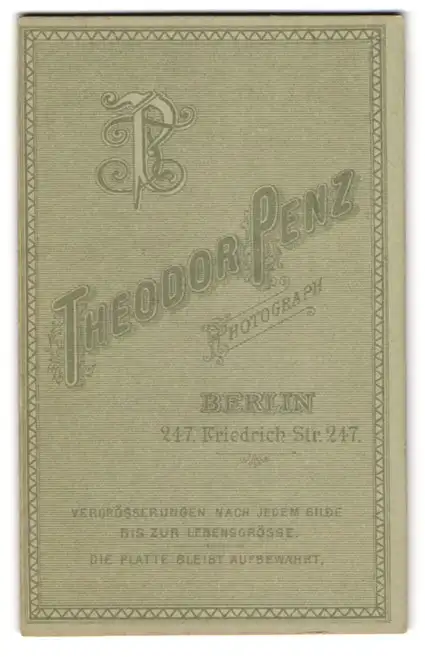 TP
THEODOR PENZ
PHOTOGRAPH
BERLIN
247. Friedrich Str. 247.
VERGRÖSSERUNGEN NACH JEDEM BILDE
BIS ZUR LEBENSGRÖSSE.
DIE PLATTE BLEIBT AUFBEWAHRT.